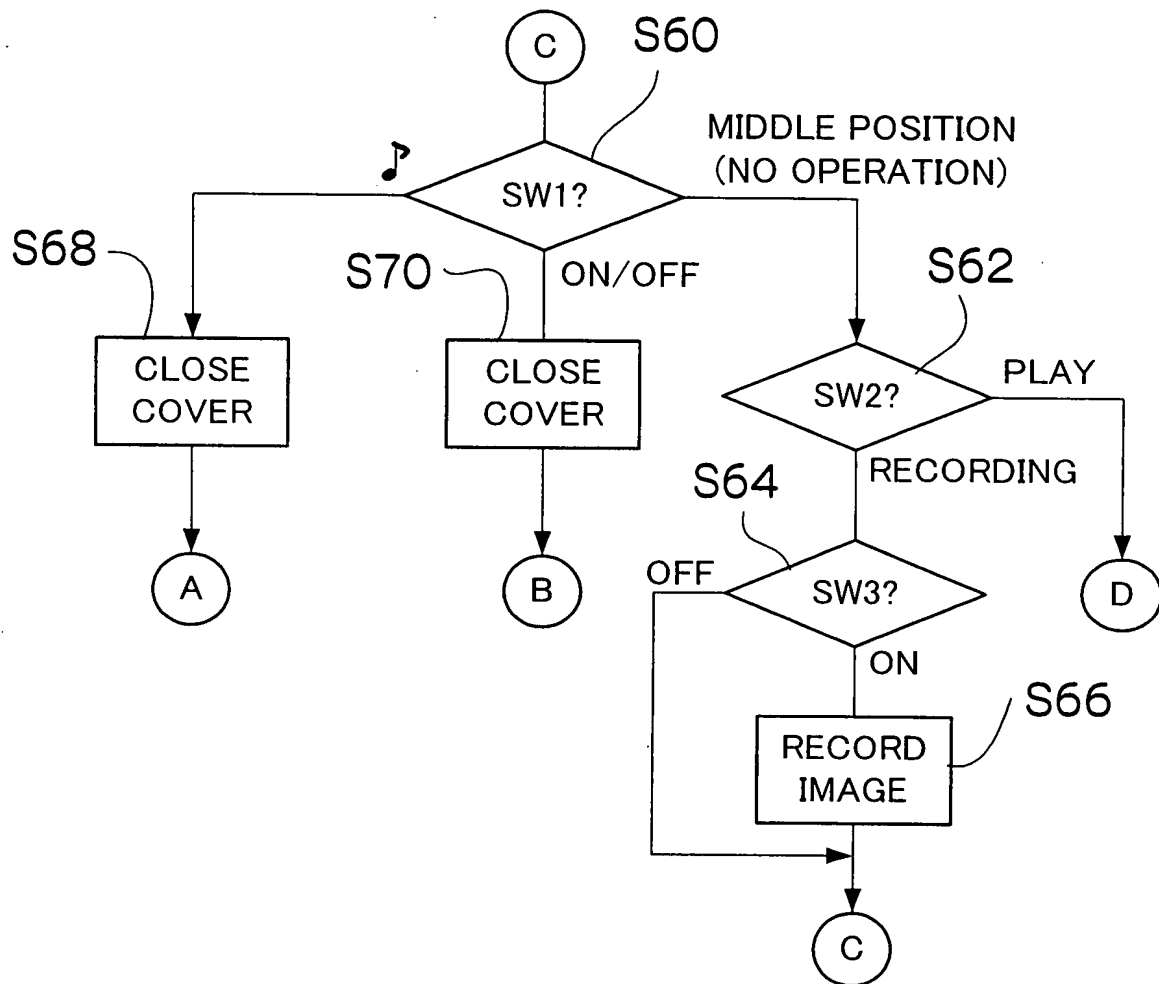 C
S60
MIDDLE POSITION
(NO OPERATION)
SW1?
S68
S70
ON/OFF
S62
CLOSE
COVER
CLOSE
COVER
SW2?
PLAY
RECORDING
S64
A
B
OFF
SW3?
D
ON
S66
RECORD
IMAGE
C